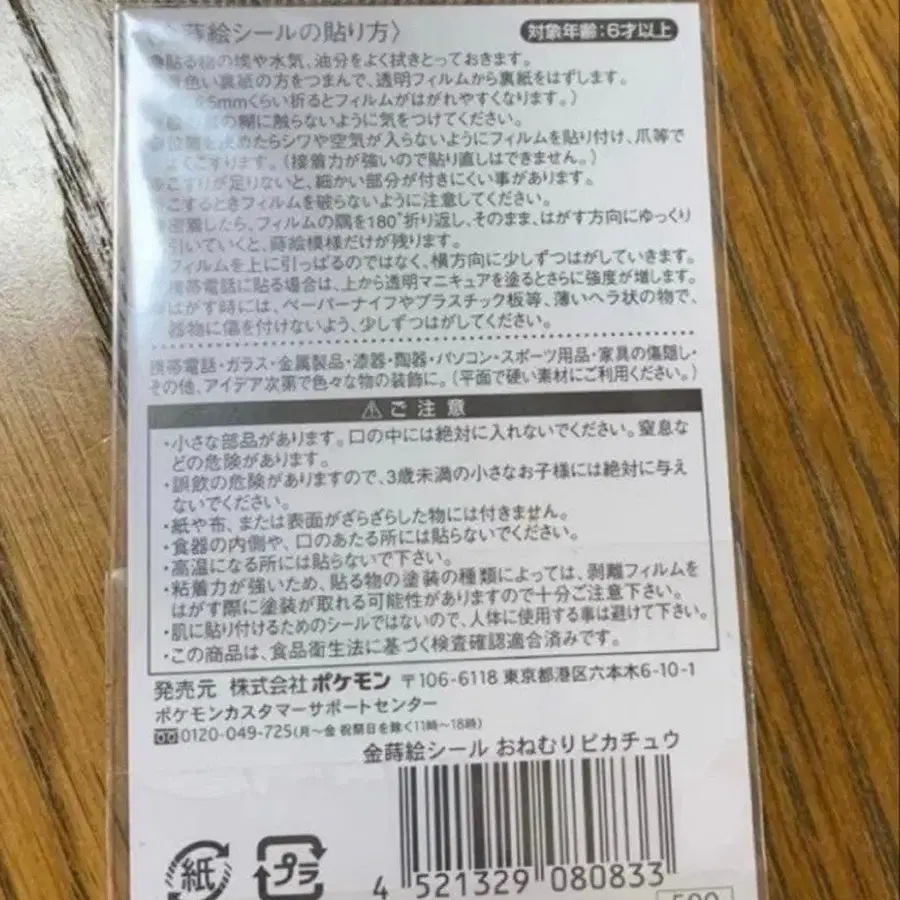 蒔絵シールの貼り方〉
対象年齢:6才以上
貼る物の埃や水気、油分をよく拭きとっておきます。
黄色い裏紙の方をつまんで、透明フィルムから裏紙をはずします。
5mmくらい折るとフィルムがはがれやすくなります。)
の糊に触らないように気をつけてください。
位置を決めたらシワや空気が入らないようにフィルムを貼り付け、爪等で
よくこすります。(接着力が強いので貼り直しはできません。)
こすりが足りないと、細かい部分が付きにくい事があります。
こするときフィルムを破らないように注意してください。
密着したら、フィルムの隅を180°折り返し、そのまま、はがす方向にゆっくり
引いていくと、蒔絵模様だけが残ります。
フィルムを上に引っぱるのではなく、横方向に少しずつはがしていきます。
携帯電話に貼る場合は、上から透明マニキュアを塗るとさらに強度が増します。
はがす時には、ペーパーナイフやプラスチック板等、薄いヘラ状の物で、
器物に傷を付けないよう、少しずつはがしてください。
携帯電話・ガラス・金属製品・漆器・陶器・パソコン・スポーツ用品・家具の傷隠し・
その他、アイデア次第で色々な物の装飾に。(平面で硬い素材にご利用ください。)
⚠ご注意
・小さな部品があります。口の中には絶対に入れないでください。窒息な
どの危険があります。
・誤飲の危険がありますので、3歳未満の小さなお子様には絶対に与え
ないでください。
・紙や布、または表面がざらざらした物には付きません。
・食器の内側や、口のあたる所には貼らないでください。
・高温になる所には貼らないで下さい。
・粘着力が強いため、貼る物の塗装の種類によっては、剥離フィルムを
はがす際に塗装が取れる可能性がありますので十分ご注意下さい。
・肌に貼り付けるためのシールではないので、人体に使用する事は避けて下さい。
・この商品は、食品衛生法に基づく検査確認適合済みです。
発売元 株式会社ポケモン 〒106-6118 東京都港区六本木6-10-1
ポケモンカスタマーサポートセンター
0120-049-725(月〜金 祝祭日を除く11時〜18時)
金蒔絵シール おねむりピカチュウ
紙
プラ
4 521329 080833